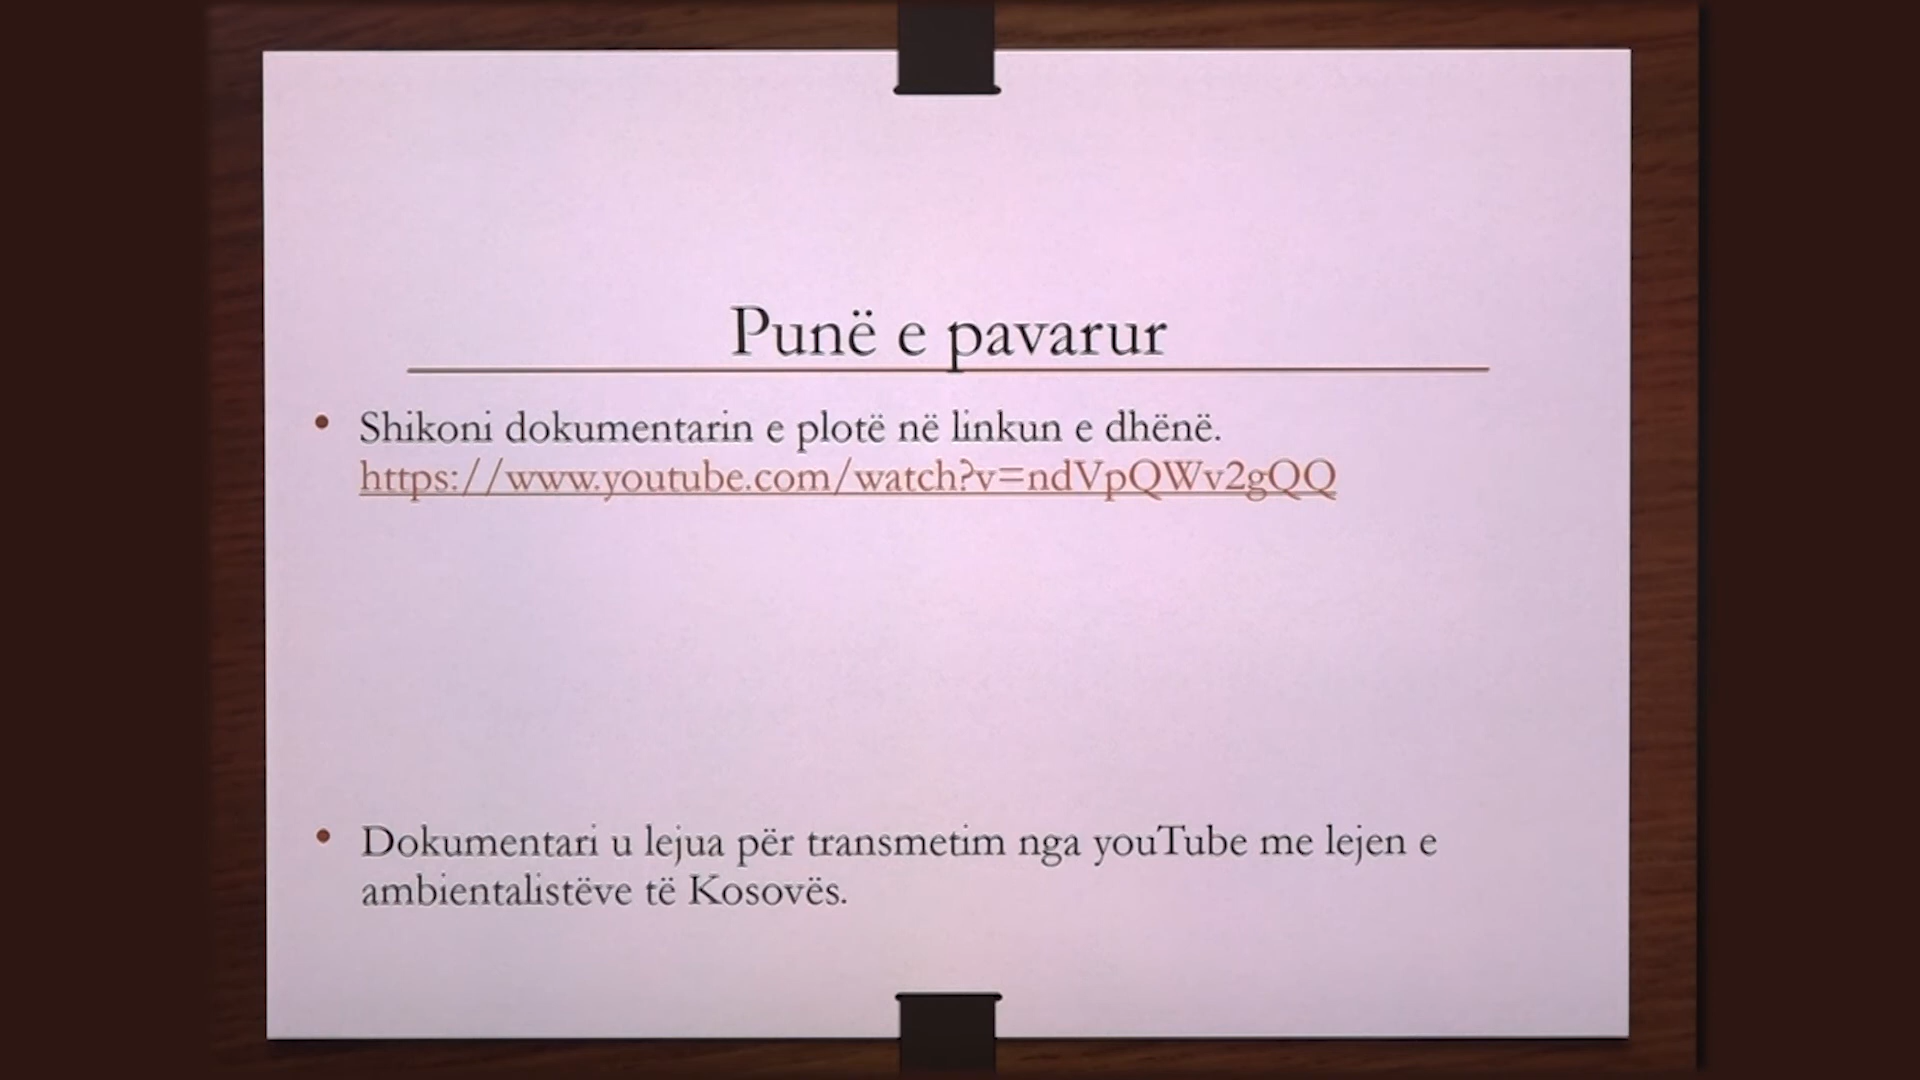 Punë e pavarur
• Shikoni dokumentarin e plotë në linkun e dhënë.
https://www.youtube.com/watch?v=ndVpQWv2gQQ
• Dokumentari u lejua për transmetim nga youTube me lejen e
ambientalistëve të Kosovës.